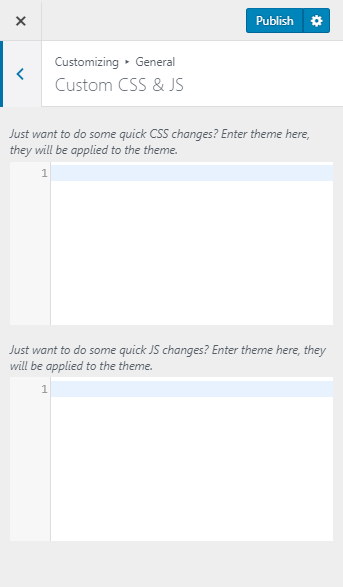 Publish
Customizing ▸ General
Custom CSS & JS
Just want to do some quick CSS changes? Enter theme here,
they will be applied to the theme.
1
Just want to do some quick JS changes? Enter theme here, they
will be applied to the theme.
1